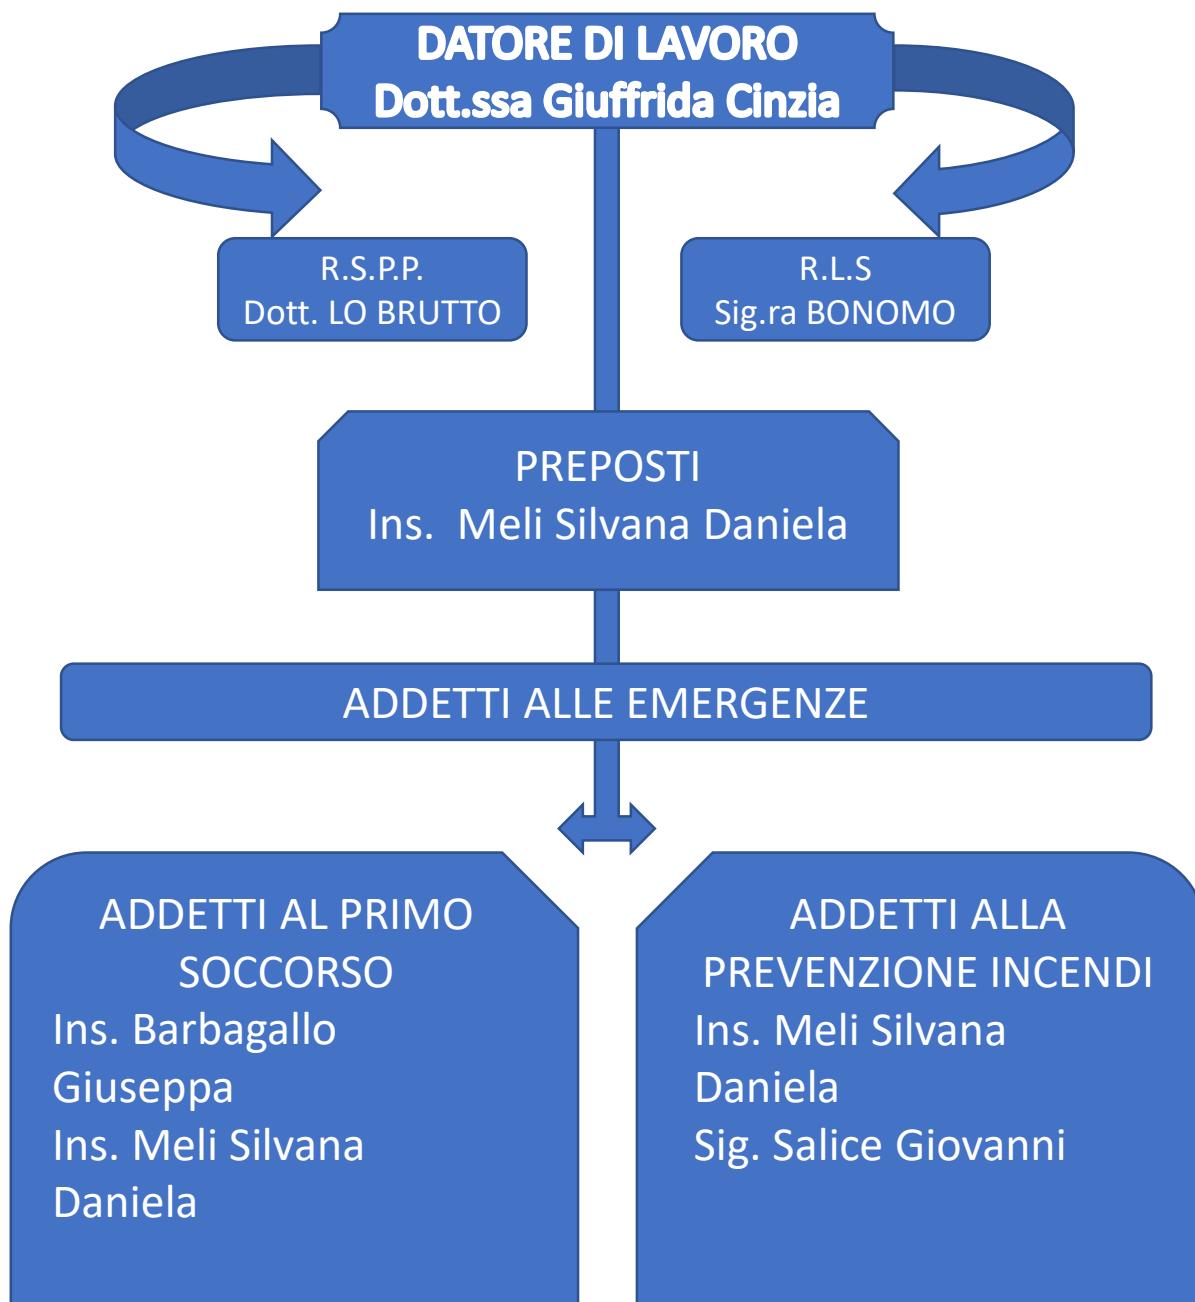 DATORE DI LAVORO
Dott.ssa Giuffrida Cinzia
R.S.P.P.
Dott. LO BRUTTO
R.L.S
Sig.ra BONOMO
PREPOSTI
Ins.  Meli Silvana Daniela
ADDETTI ALLE EMERGENZE
ADDETTI AL PRIMO
SOCCORSO
Ins. Barbagallo
Giuseppa
Ins. Meli Silvana
Daniela
ADDETTI ALLA
PREVENZIONE INCENDI
Ins. Meli Silvana
Daniela
Sig. Salice Giovanni